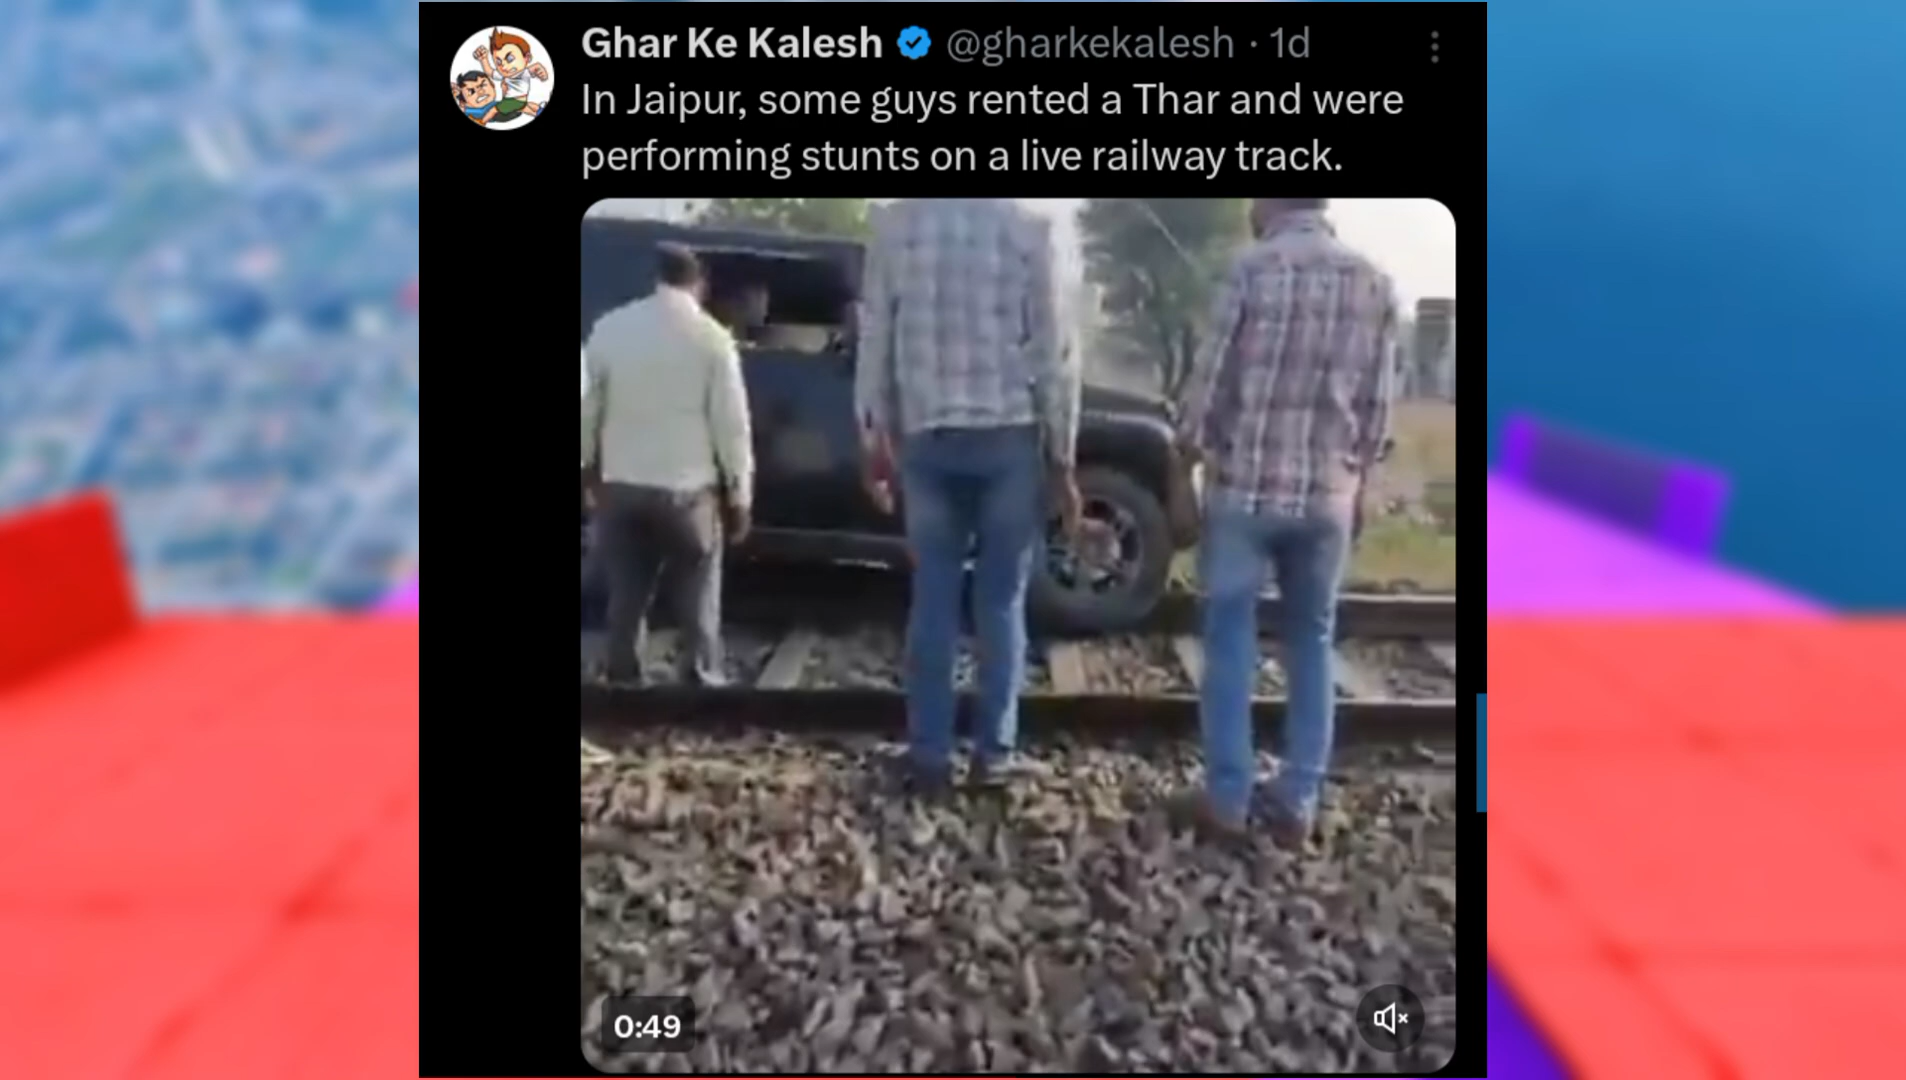 Ghar Ke Kalesh @gharkekalesh · 1d
In Jaipur, some guys rented a Thar and were
performing stunts on a live railway track.
0:49